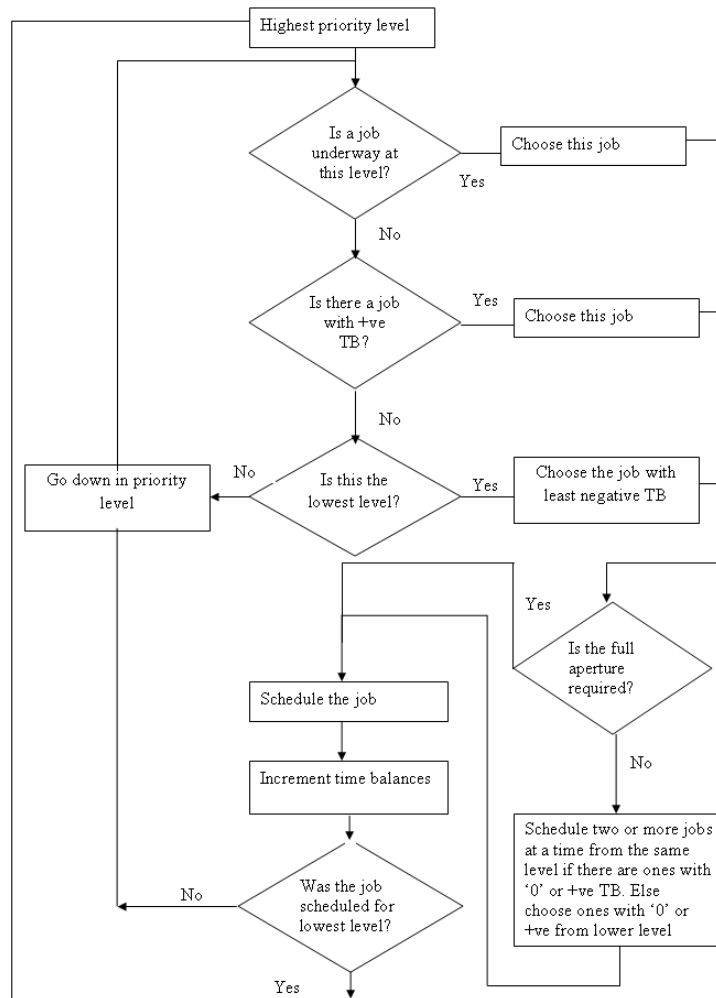 Highest priority level
Is a job
underway at
this level?
Yes
Choose this job
No
Is there a job
with +ve
TB?
Yes
Choose this job
No
Is this the
lowest level?
No
Go down in priority
level
Yes
Choose the job with
least negative TB
Yes
Is the full
aperture
required?
Schedule the job
No
Increment time balances
Schedule two or more jobs
at a time from the same
level if there are ones with
‘0’ or +ve TB. Else
choose ones with ‘0’ or
+ve from lower level
Was the job
scheduled for
lowest level?
No
Yes